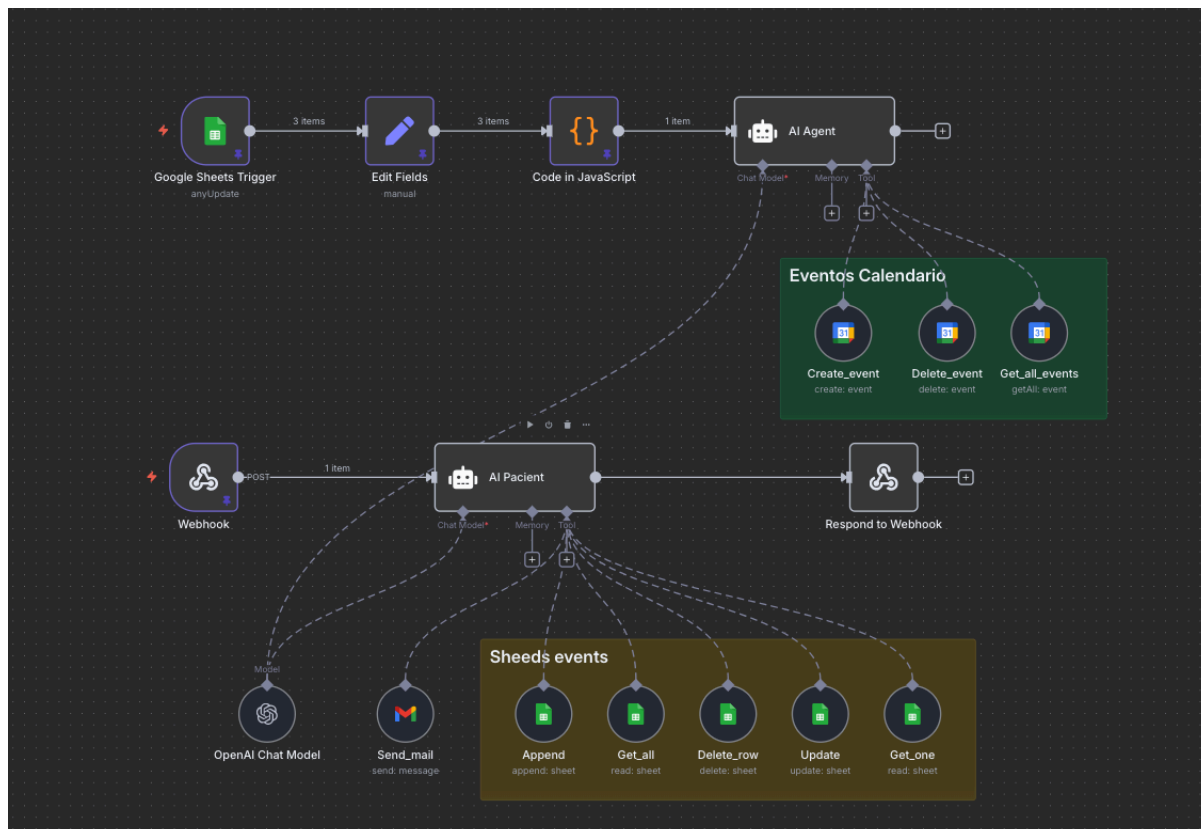 3 items
3 items
1 item
AI Agent
Google Sheets Trigger
anyUpdate
Edit Fields
manual
Code in JavaScript
Chat Model*
Memory
Tool
Eventos Calendario
31
31
31
Create_event
create: event
Delete_event
delete: event
Get_all_events
getAll: event
POST
1 item
AI Pacient
Webhook
Respond to Webhook
Chat Model*
Memory
Tool
Sheeds events
Model
OpenAI Chat Model
Send_mail
send: message
Append
append: sheet
Get_all
read: sheet
Delete_row
delete: sheet
Update
update: sheet
Get_one
read: sheet